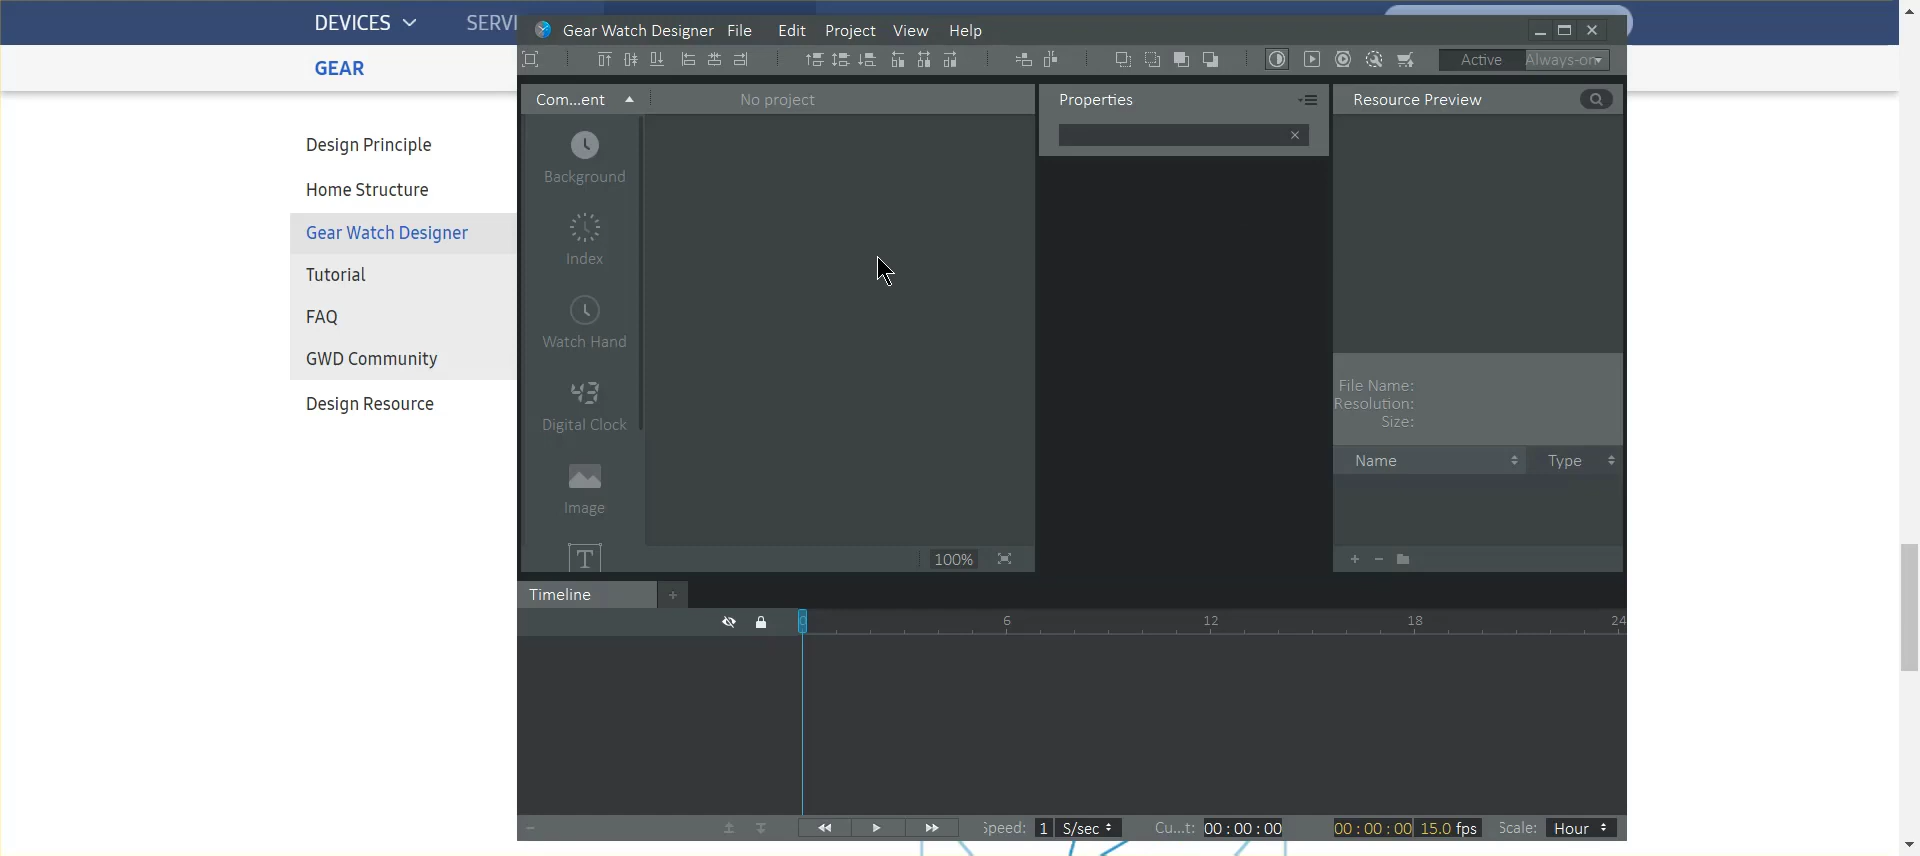 DEVICES
SERVI
GEAR
Design Principle
Home Structure
Gear Watch Designer
Tutorial
FAQ
GWD Community
Design Resource
Gear Watch Designer File Edit Project View Help
Active Always-on
Com...ent No project
Background
Index
Watch Hand
43
Digital Clock
Image
T
100%
Properties
Resource Preview
File Name:
Resolution:
Size:
Name Type
Timeline +
0 6 12 18 24
Speed: 1 S/sec Cu...t: 00 : 00 : 00 00 : 00 : 00 15.0 fps Scale: Hour